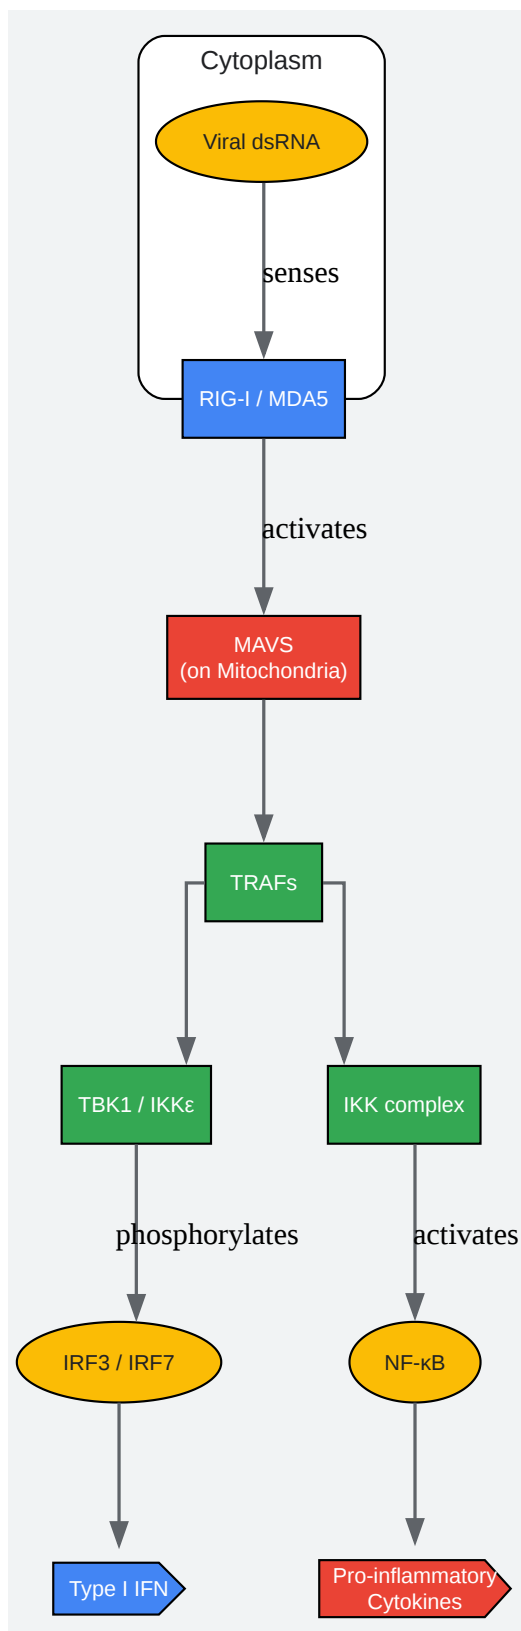 Cytoplasm
Viral dsRNA
senses
RIG-I / MDA5
activates
MAVS
(on Mitochondria)
TRAFs
TBK1 / IKKε
IKK complex
phosphorylates
activates
IRF3 / IRF7
NF-κB
Type I IFN
Pro-inflammatory
Cytokines